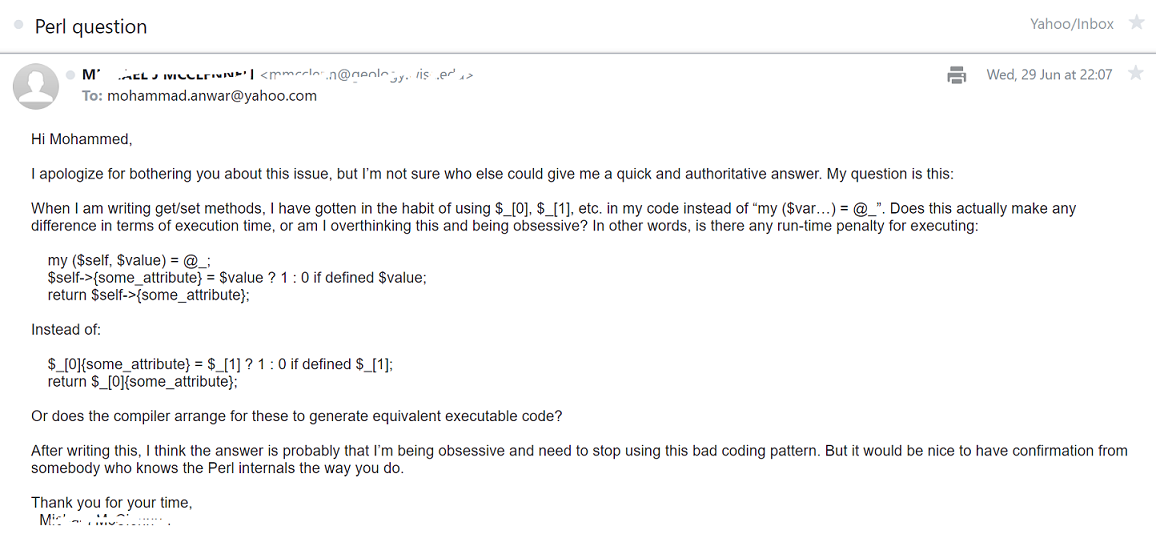 Perl question
Yahoo/Inbox
Wed, 29 Jun at 22:07
To: mohammad.anwar@yahoo.com
Hi Mohammed,
I apologize for bothering you about this issue, but I’m not sure who else could give me a quick and authoritative answer. My question is this:
When I am writing get/set methods, I have gotten in the habit of using $_[0], $_[1], etc. in my code instead of “my ($var…) = @_”. Does this actually make any
difference in terms of execution time, or am I overthinking this and being obsessive? In other words, is there any run-time penalty for executing:
my ($self, $value) = @_;
$self->{some_attribute} = $value ? 1 : 0 if defined $value;
return $self->{some_attribute};
Instead of:
$_[0]{some_attribute} = $_[1] ? 1 : 0 if defined $_[1];
return $_[0]{some_attribute};
Or does the compiler arrange for these to generate equivalent executable code?
After writing this, I think the answer is probably that I’m being obsessive and need to stop using this bad coding pattern. But it would be nice to have confirmation from
somebody who knows the Perl internals the way you do.
Thank you for your time,